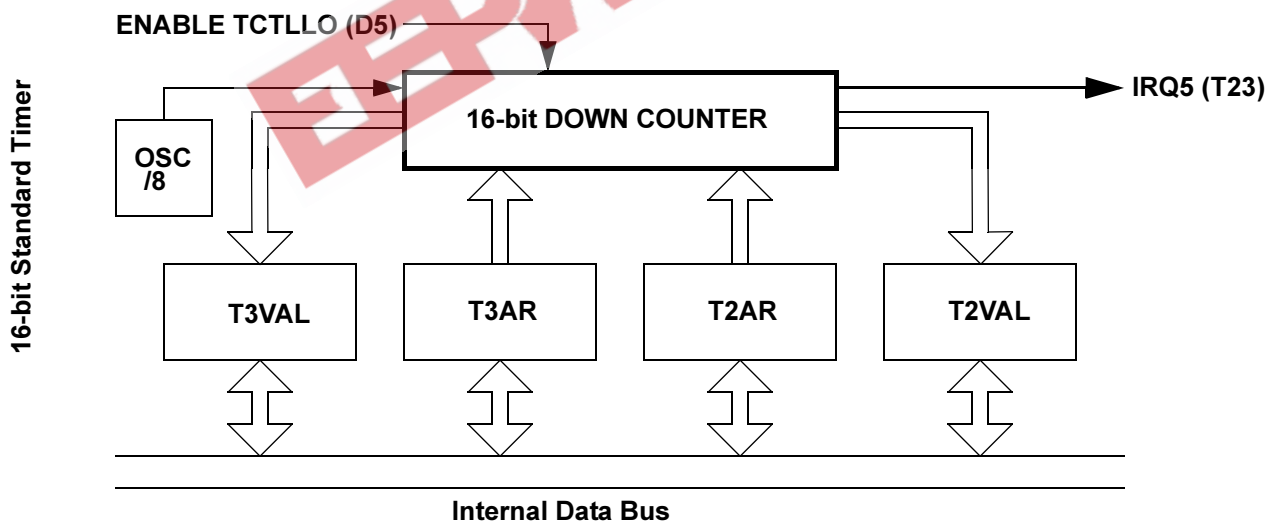 ENABLE TCTLLO (D5)
16-bit Standard Timer
IRQ5 (T23)
16-bit DOWN COUNTER
OSC
/8
T3VAL
T3AR
T2AR
T2VAL
Internal Data Bus